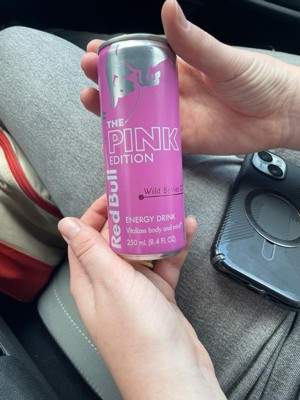 THE
PINK
EDITION
Red Bull
Wild Berries
ENERGY DRINK
Vitalizes body and mind.
250 ml (8.4 FL OZ)